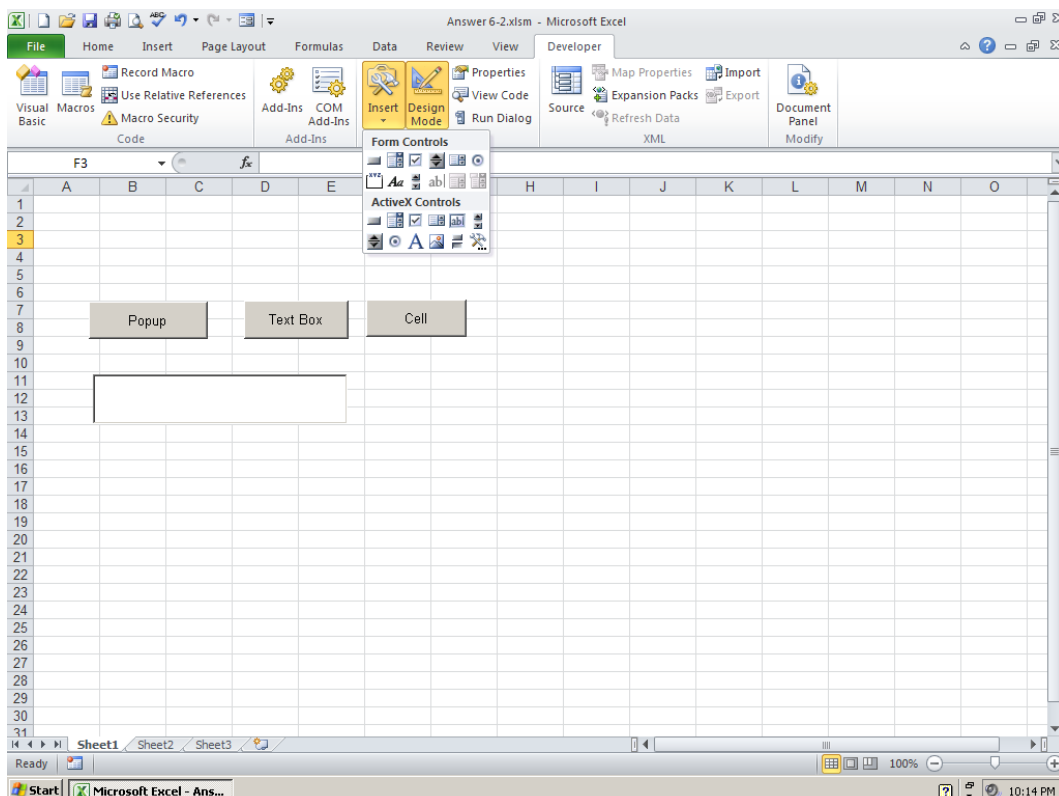 Answer 6-2.xlsm - Microsoft Excel
File Home Insert Page Layout Formulas Data Review View Developer
Visual Basic
Macros
Record Macro
Use Relative References
Macro Security
Code
Add-Ins
COM Add-Ins
Add-Ins
Insert
Design Mode
Properties
View Code
Run Dialog
Source
Map Properties
Expansion Packs
Refresh Data
Import
Export
XML
Document Panel
Modify
Form Controls
Aa ab|
ActiveX Controls
ab|
A
F3 fx
A B C D E H I J K L M N O
1
2
3
4
5
6
7
8
9
10
11
12
13
14
15
16
17
18
19
20
21
22
23
24
25
26
27
28
29
30
31
Popup Text Box Cell
Sheet1 Sheet2 Sheet3
Ready 100%
Start Microsoft Excel - Ans... 10:14 PM